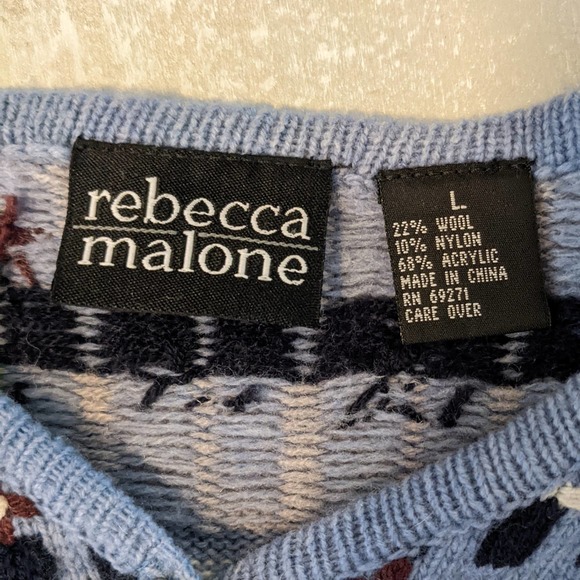 rebecca
malone
L
22% WOOL
10% NYLON
68% ACRYLIC
MADE IN CHINA
RN 69271
CARE OVER